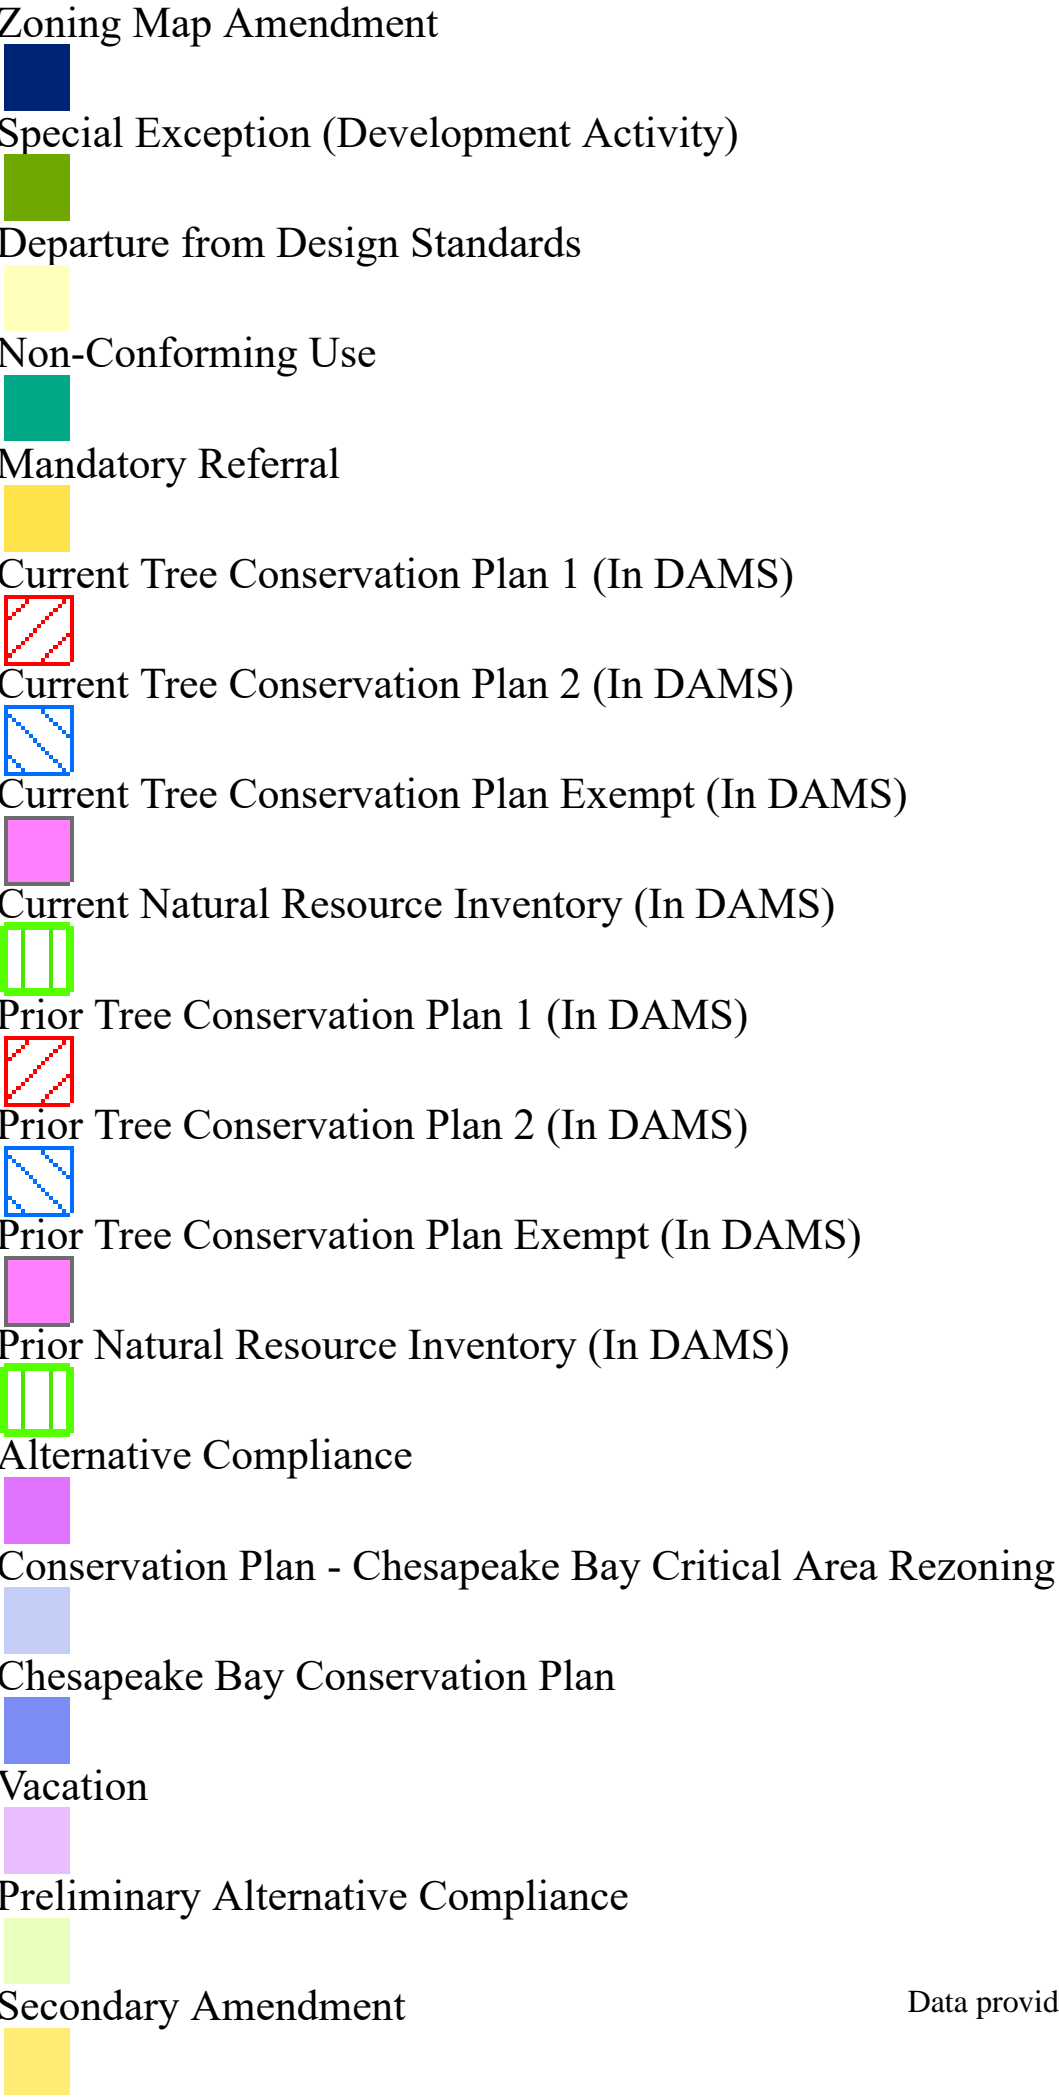 Zoning Map Amendment
Special Exception (Development Activity)
Departure from Design Standards
Non-Conforming Use
Mandatory Referral
Current Tree Conservation Plan 1 (In DAMS)
Current Tree Conservation Plan 2 (In DAMS)
Current Tree Conservation Plan Exempt (In DAMS)
Current Natural Resource Inventory (In DAMS)
Prior Tree Conservation Plan 1 (In DAMS)
Prior Tree Conservation Plan 2 (In DAMS)
Prior Tree Conservation Plan Exempt (In DAMS)
Prior Natural Resource Inventory (In DAMS)
Alternative Compliance
Conservation Plan - Chesapeake Bay Critical Area Rezoning
Chesapeake Bay Conservation Plan
Vacation
Preliminary Alternative Compliance
Secondary Amendment
Data provid